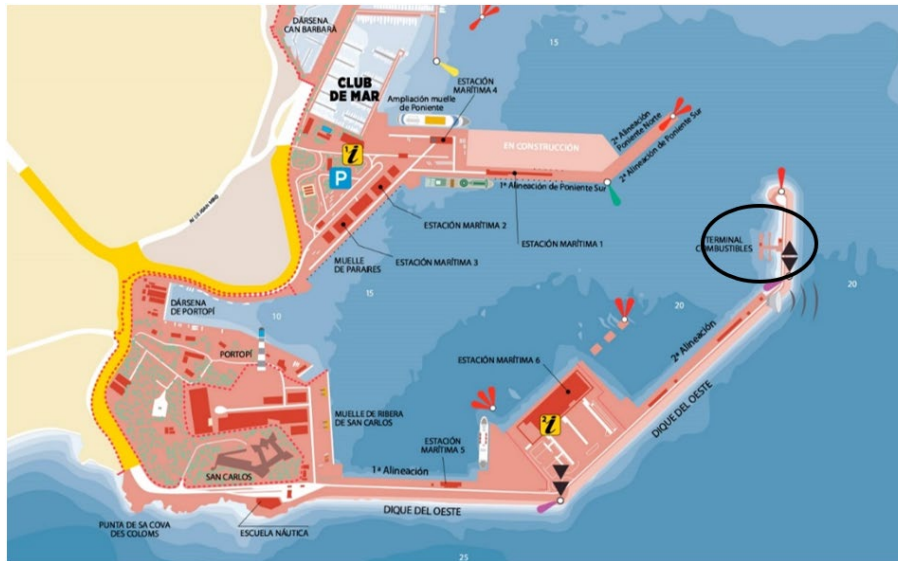 DÁRSENA
CAN BARBARÀ
15
ESTACIÓN
MARÍTIMA 4
CLUB
DE MAR
Ampliación muelle
de Poniente
2ª Alineación
Poniente Norte
2ª Alineación de Poniente Sur
EN CONSTRUCCIÓN
1
i
P
1ª Alineación de Poniente Sur
ESTACIÓN MARÍTIMA 2
ESTACIÓN MARÍTIMA 1
TERMINAL
COMBUSTIBLES
MUELLE
DE PARAIRES
ESTACIÓN MARÍTIMA 3
20
DÁRSENA
DE PORTOPÍ
15
10
20
PORTOPÍ
ESTACIÓN MARÍTIMA 6
2ª Alineación
DIQUE DEL OESTE
MUELLE DE RIBERA
DE SAN CARLOS
2
i
ESTACIÓN
MARÍTIMA 5
1ª Alineación
SAN CARLOS
DIQUE DEL OESTE
PUNTA DE SA COVA
DES COLOMS
ESCUELA NÁUTICA
25